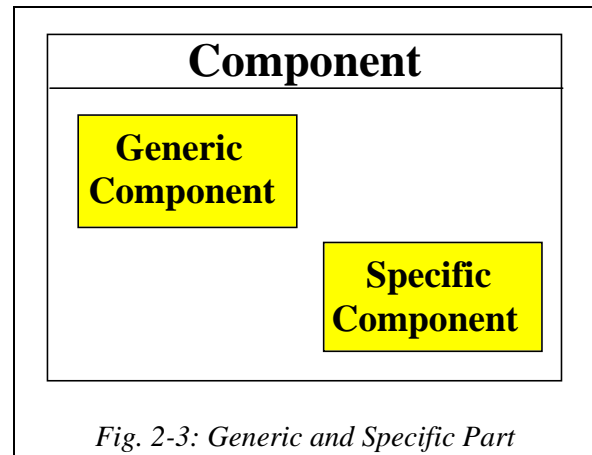 Component
Generic
Component
Specific
Component
Fig. 2-3: Generic and Specific Part